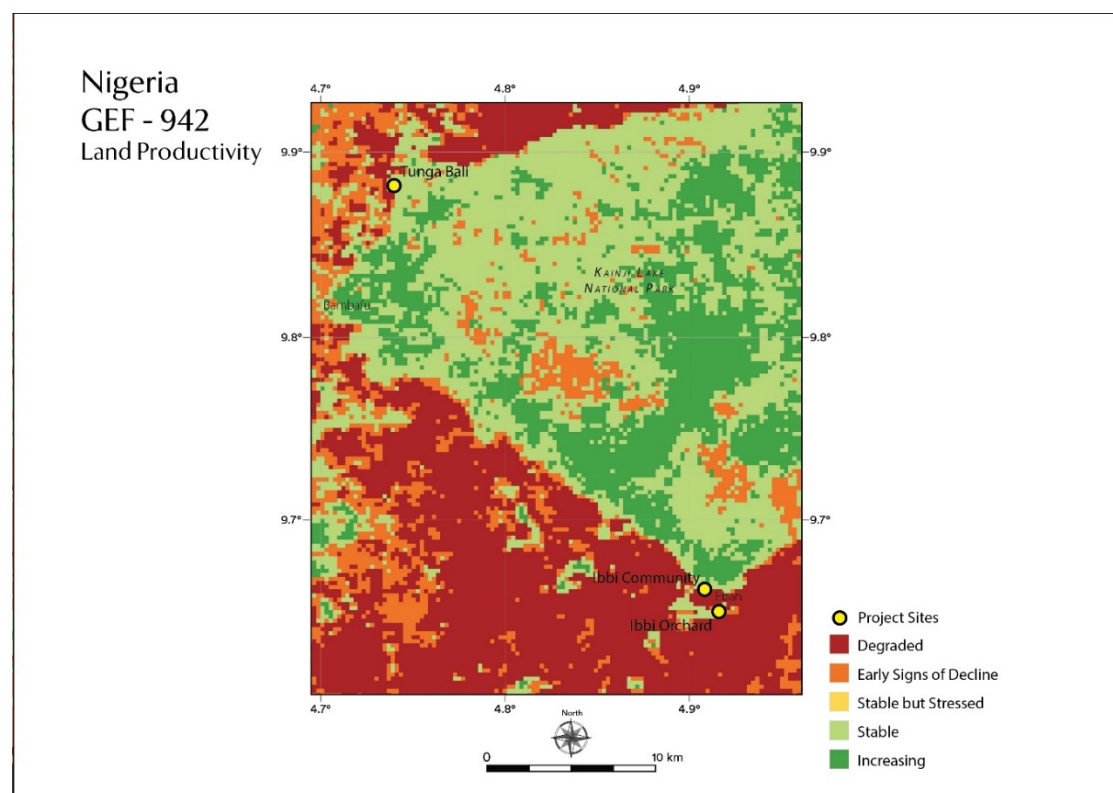 Nigeria
GEF - 942
Land Productivity
4.7°
4.8°
4.9°
9.9°
9.9°
Tunga Bali
KAINJI LAKE
NATIONAL PARK
Bambafu
9.8°
9.8°
9.7°
9.7°
Ibbi Community
Eban
Ibbi Orchard
4.7°
4.8°
4.9°
North
0
10 km
Project Sites
Degraded
Early Signs of Decline
Stable but Stressed
Stable
Increasing